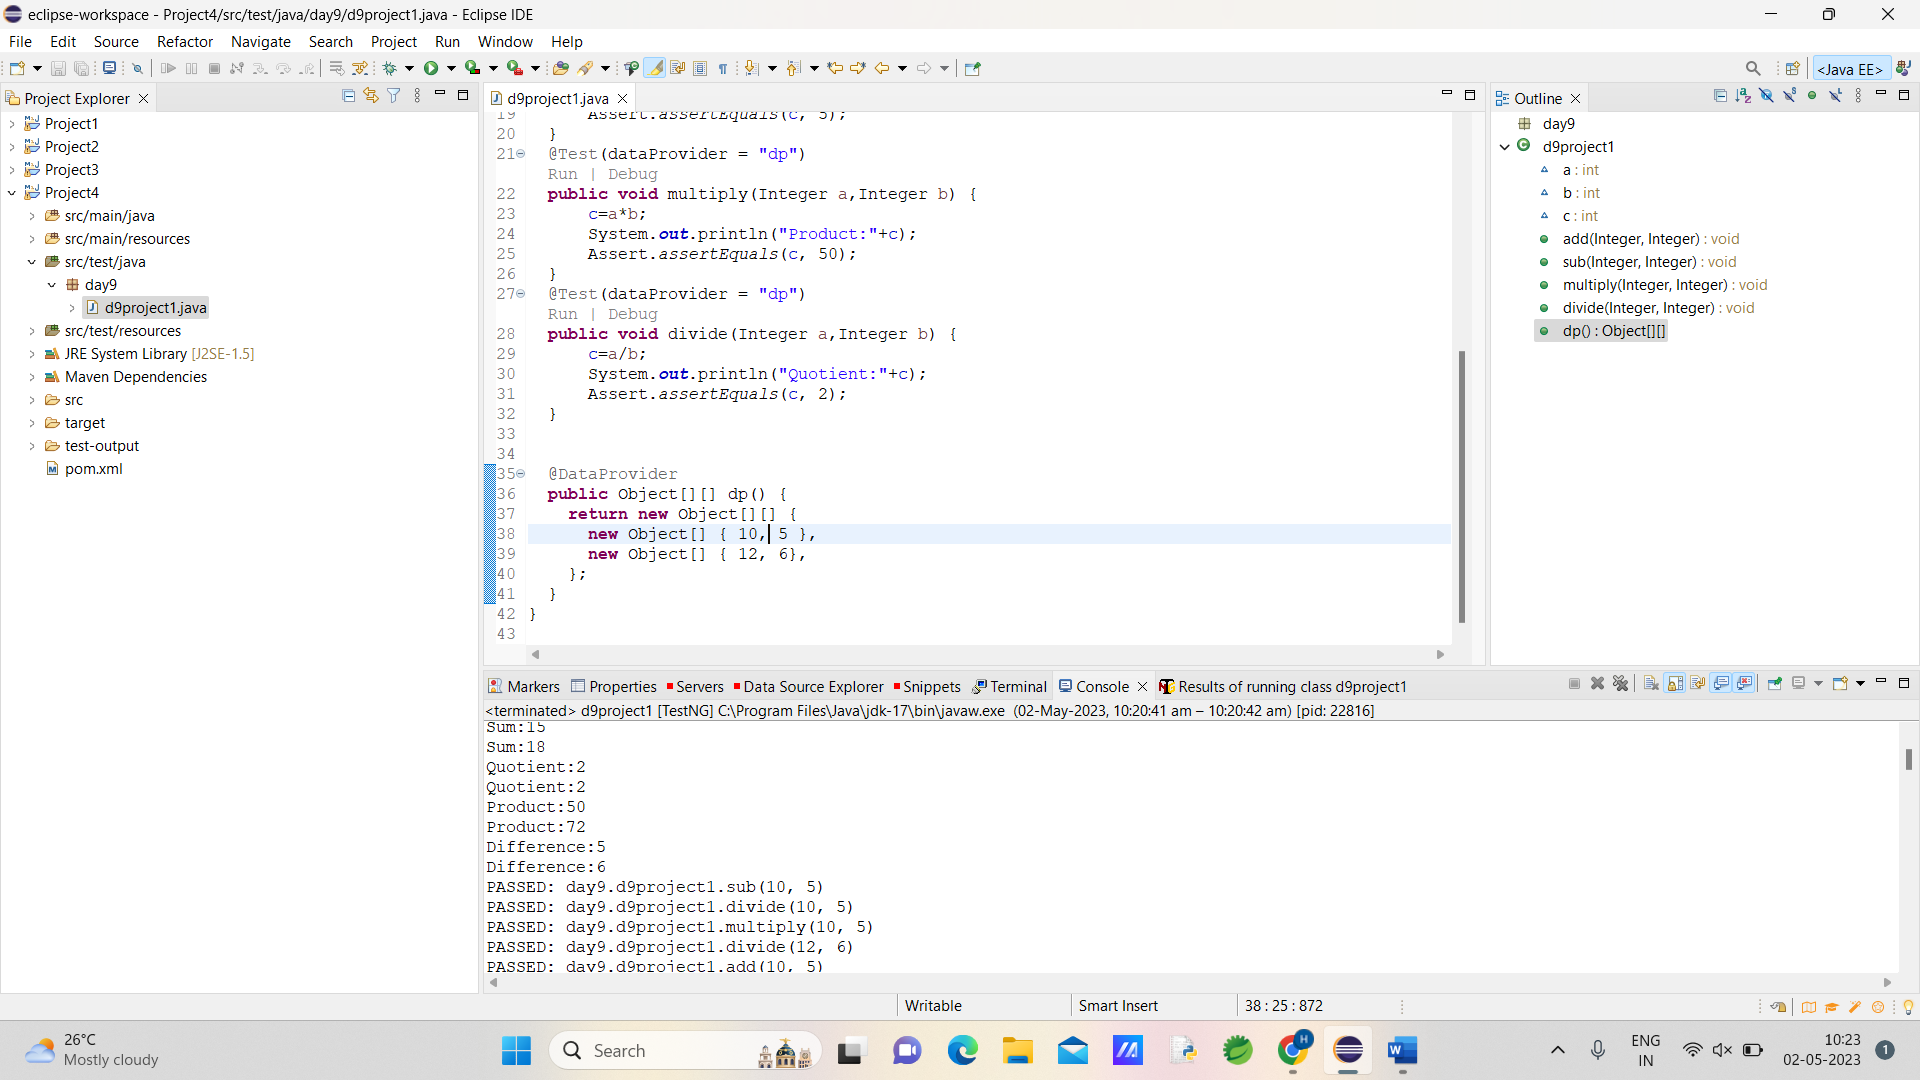 eclipse-workspace - Project4/src/test/java/day9/d9project1.java - Eclipse IDE
File Edit Source Refactor Navigate Search Project Run Window Help
<Java EE>
Project Explorer
Project1
Project2
Project3
Project4
src/main/java
src/main/resources
src/test/java
day9
d9project1.java
src/test/resources
JRE System Library [J2SE-1.5]
Maven Dependencies
src
target
test-output
pom.xml
d9project1.java
19 Assert.assertEquals(c, 5);
20 }
21 @Test(dataProvider = "dp")
Run | Debug
22 public void multiply(Integer a,Integer b) {
23 c=a*b;
24 System.out.println("Product:"+c);
25 Assert.assertEquals(c, 50);
26 }
27 @Test(dataProvider = "dp")
Run | Debug
28 public void divide(Integer a,Integer b) {
29 c=a/b;
30 System.out.println("Quotient:"+c);
31 Assert.assertEquals(c, 2);
32 }
33
34
35 @DataProvider
36 public Object[][] dp() {
37 return new Object[][] {
38 new Object[] { 10, 5 },
39 new Object[] { 12, 6},
40 };
41 }
42 }
43
Outline
day9
d9project1
a : int
b : int
c : int
add(Integer, Integer) : void
sub(Integer, Integer) : void
multiply(Integer, Integer) : void
divide(Integer, Integer) : void
dp() : Object[][]
Markers Properties Servers Data Source Explorer Snippets Terminal Console Results of running class d9project1
<terminated> d9project1 [TestNG] C:\Program Files\Java\jdk-17\bin\javaw.exe (02-May-2023, 10:20:41 am – 10:20:42 am) [pid: 22816]
Sum:15
Sum:18
Quotient:2
Quotient:2
Product:50
Product:72
Difference:5
Difference:6
PASSED: day9.d9project1.sub(10, 5)
PASSED: day9.d9project1.divide(10, 5)
PASSED: day9.d9project1.multiply(10, 5)
PASSED: day9.d9project1.divide(12, 6)
PASSED: day9.d9project1.add(10, 5)
Writable Smart Insert 38 : 25 : 872
26°C
Mostly cloudy
Search
H
ENG
IN
10:23
02-05-2023
1